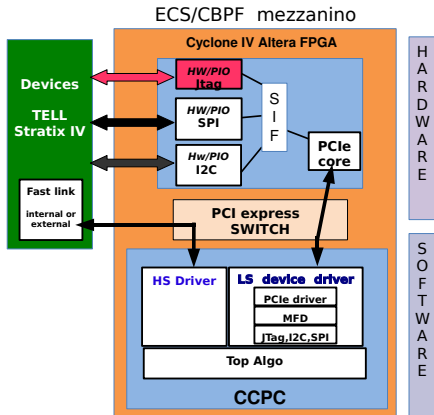 ECS/CBPF mezzanino
Cyclone IV Altera FPGA
Devices
TELL
Stratix IV
Fast link
internal or
external
HW/PIO
Jtag
HW/PIO
SPI
Hw/PIO
I2C
S
I
F
PCIe
core
PCI express
SWITCH
HS Driver
LS device driver
PCIe driver
MFD
JTag,I2C,SPI
Top Algo
CCPC
H
A
R
D
W
A
R
E
S
O
F
T
W
A
R
E